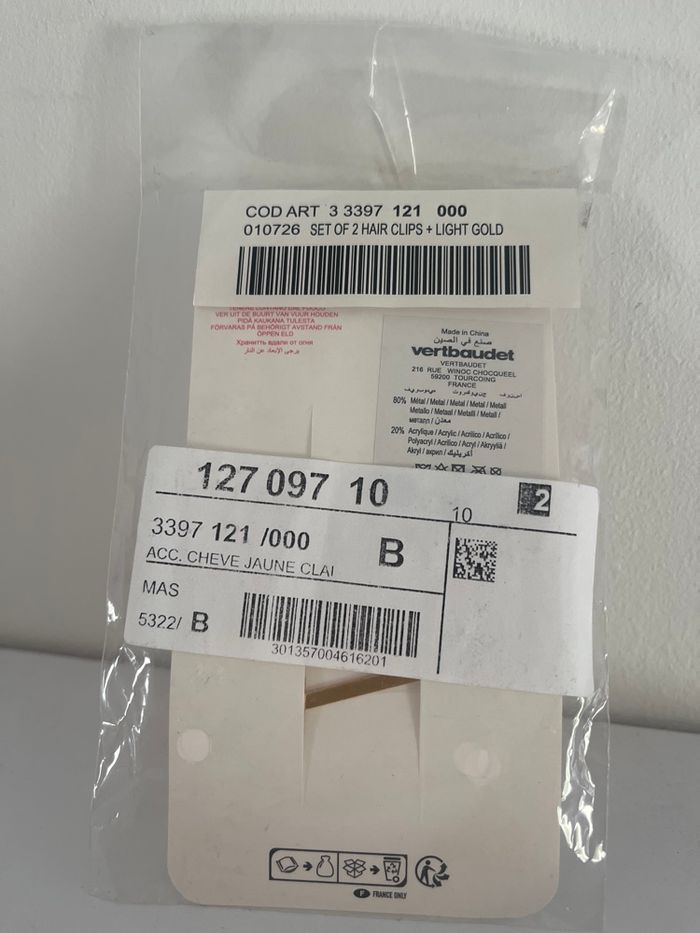 COD ART 3 3397 121 000
010726 SET OF 2 HAIR CLIPS + LIGHT GOLD
VER UIT DE BUURT VAN VUUR HOUDEN
PIDÄ KAUKANA TULESTA
FÖRVARAS PÅ BEHÖRIGT AVSTAND FRÅN
ÖPPEN ELD
Хранитть вдали от огня
يرجى الابعاد عن النار
Made in China
صنع في الصين
vertbaudet
VERTBAUDET
216 RUE WINOC CHOCQUEEL
59200 TOURCOING
FRANCE
80% Métal / Metal / Metal / Metal / Metall
Metallo / Metaal / Metalli / Metall /
металл / معدن
20% Acrylique / Acrylic / Acrílico / Acrílico /
Polyacryl / Acrilico / Acryl / Akryyliä /
Akryl / акрил / أكريليك
127 097 10
2
3397 121 /000
B
10
ACC. CHEVE JAUNE CLAI
MAS
5322/ B
301357004616201
F FRANCE ONLY